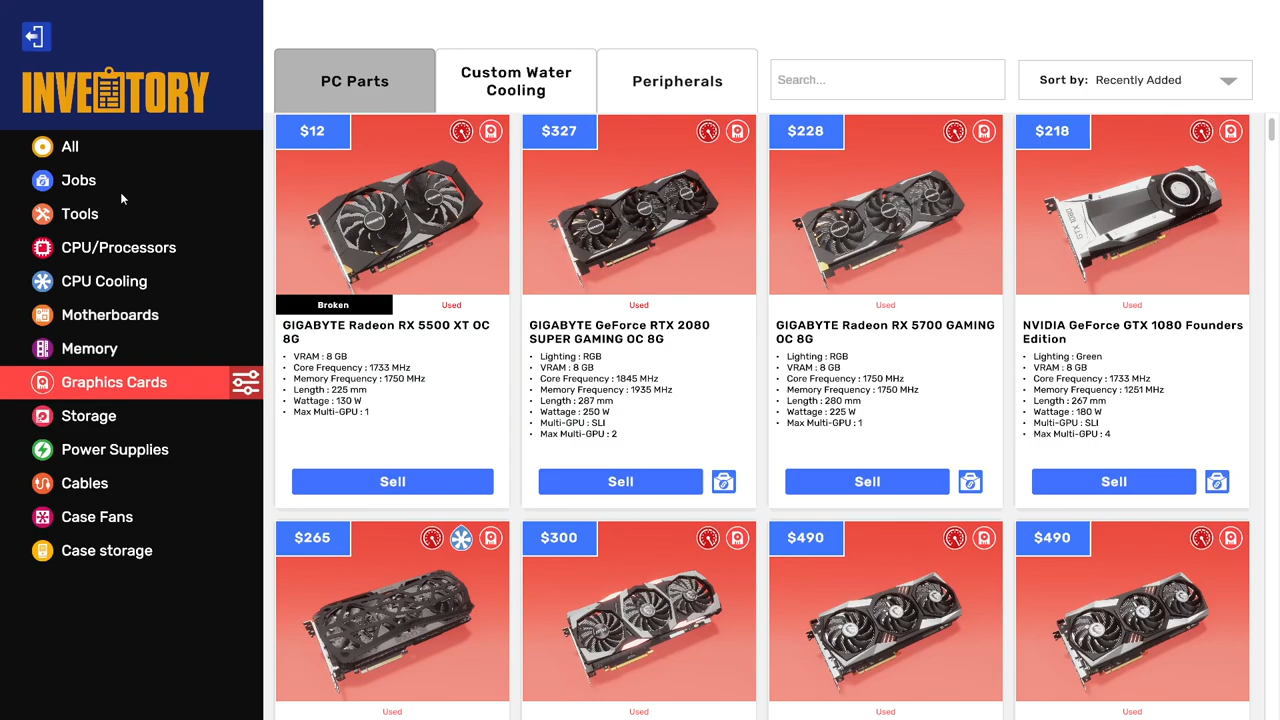 INVENTORY
All
Jobs
Tools
CPU/Processors
CPU Cooling
Motherboards
Memory
Graphics Cards
Storage
Power Supplies
Cables
Case Fans
Case storage
PC Parts
Custom Water
Cooling
Peripherals
Search...
Sort by: Recently Added
$12
Broken
Used
GIGABYTE Radeon RX 5500 XT OC
8G
• VRAM : 8 GB
• Core Frequency : 1733 MHz
• Memory Frequency : 1750 MHz
• Length : 225 mm
• Wattage : 130 W
• Max Multi-GPU : 1
Sell
$327
Used
GIGABYTE GeForce RTX 2080
SUPER GAMING OC 8G
• Lighting : RGB
• VRAM : 8 GB
• Core Frequency : 1845 MHz
• Memory Frequency : 1935 MHz
• Length : 287 mm
• Wattage : 250 W
• Multi-GPU : SLI
• Max Multi-GPU : 2
Sell
$228
Used
GIGABYTE Radeon RX 5700 GAMING
OC 8G
• Lighting : RGB
• VRAM : 8 GB
• Core Frequency : 1750 MHz
• Memory Frequency : 1750 MHz
• Length : 280 mm
• Wattage : 225 W
• Max Multi-GPU : 1
Sell
$218
GTX 1080
Used
NVIDIA GeForce GTX 1080 Founders
Edition
• Lighting : Green
• VRAM : 8 GB
• Core Frequency : 1733 MHz
• Memory Frequency : 1251 MHz
• Length : 267 mm
• Wattage : 180 W
• Multi-GPU : SLI
• Max Multi-GPU : 4
Sell
$265
Used
$300
Used
$490
Used
$490
Used